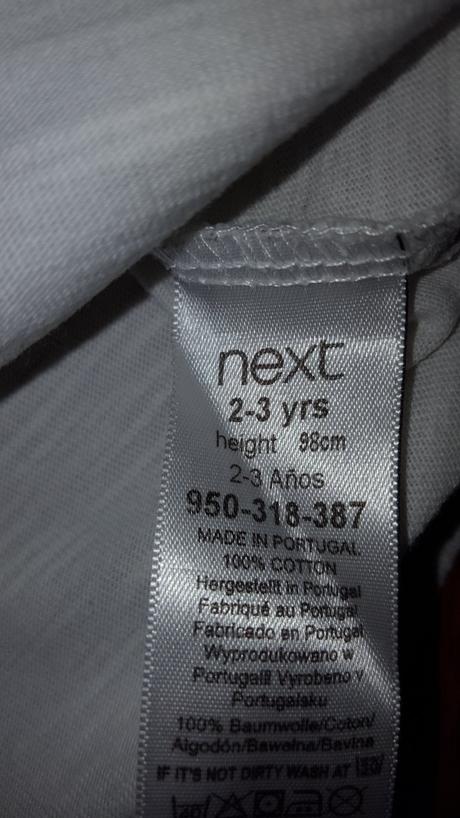 next
2-3 yrs
height 98cm
2-3 Años
950-318-387
MADE IN PORTUGAL
100% COTTON
Hergestellt in Portugal
Fabriqué au Portugal
Fabricado en Portugal
Wyprodukowano w
Portugalii Vyrobeno v
Portugalsku
100% Baumwolle/Coton/
Algodón/Bawełna/Bavlna
IF IT'S NOT DIRTY WASH AT
40